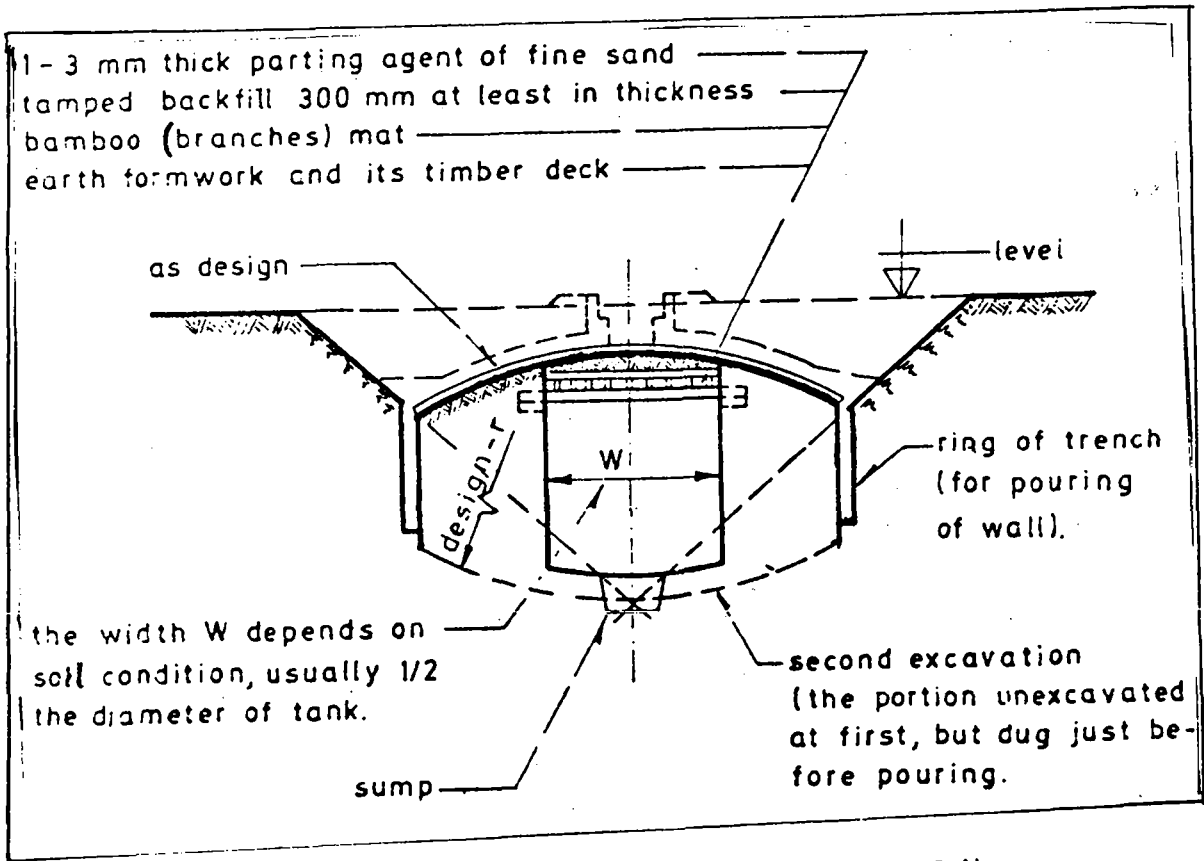 1-3 mm thick parting agent of fine sand
tamped backfill 300 mm at least in thickness
bamboo (branches) mat
earth formwork and its timber deck
as design
level
W
design-r
ring of trench
(for pouring
of wall).
the width W depends on
soil condition, usually 1/2
the diameter of tank.
second excavation
(the portion unexcavated
at first, but dug just be-
fore pouring.
sump